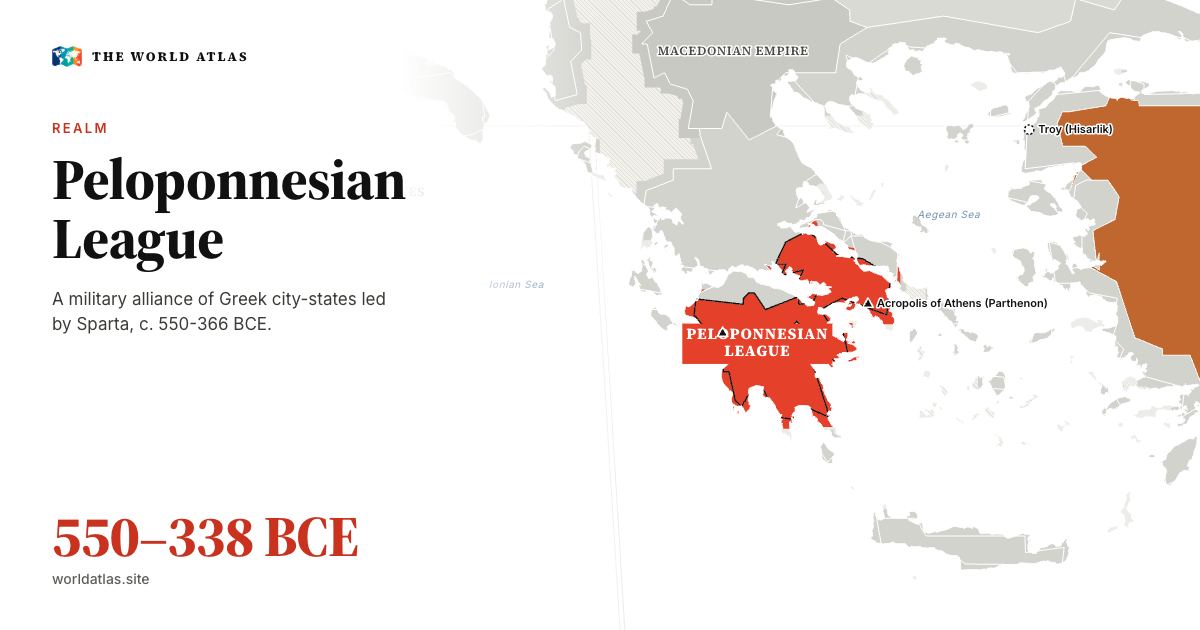 THE WORLD ATLAS
REALM
Peloponnesian
League
A military alliance of Greek city-states led
by Sparta, c. 550-366 BCE.
550–338 BCE
worldatlas.site
MACEDONIAN EMPIRE
Troy (Hisarlik)
Aegean Sea
Ionian Sea
Acropolis of Athens (Parthenon)
PELOPONNESIAN
LEAGUE